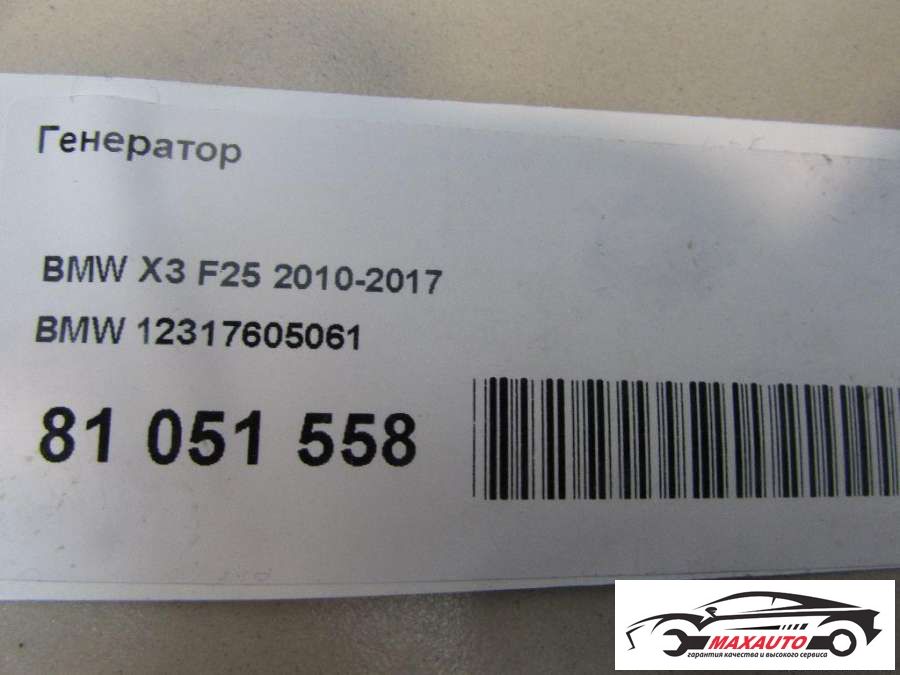 Генератор
BMW X3 F25 2010-2017
BMW 12317605061
81 051 558
MAXAUTO
гарантия качества и высокого сервиса